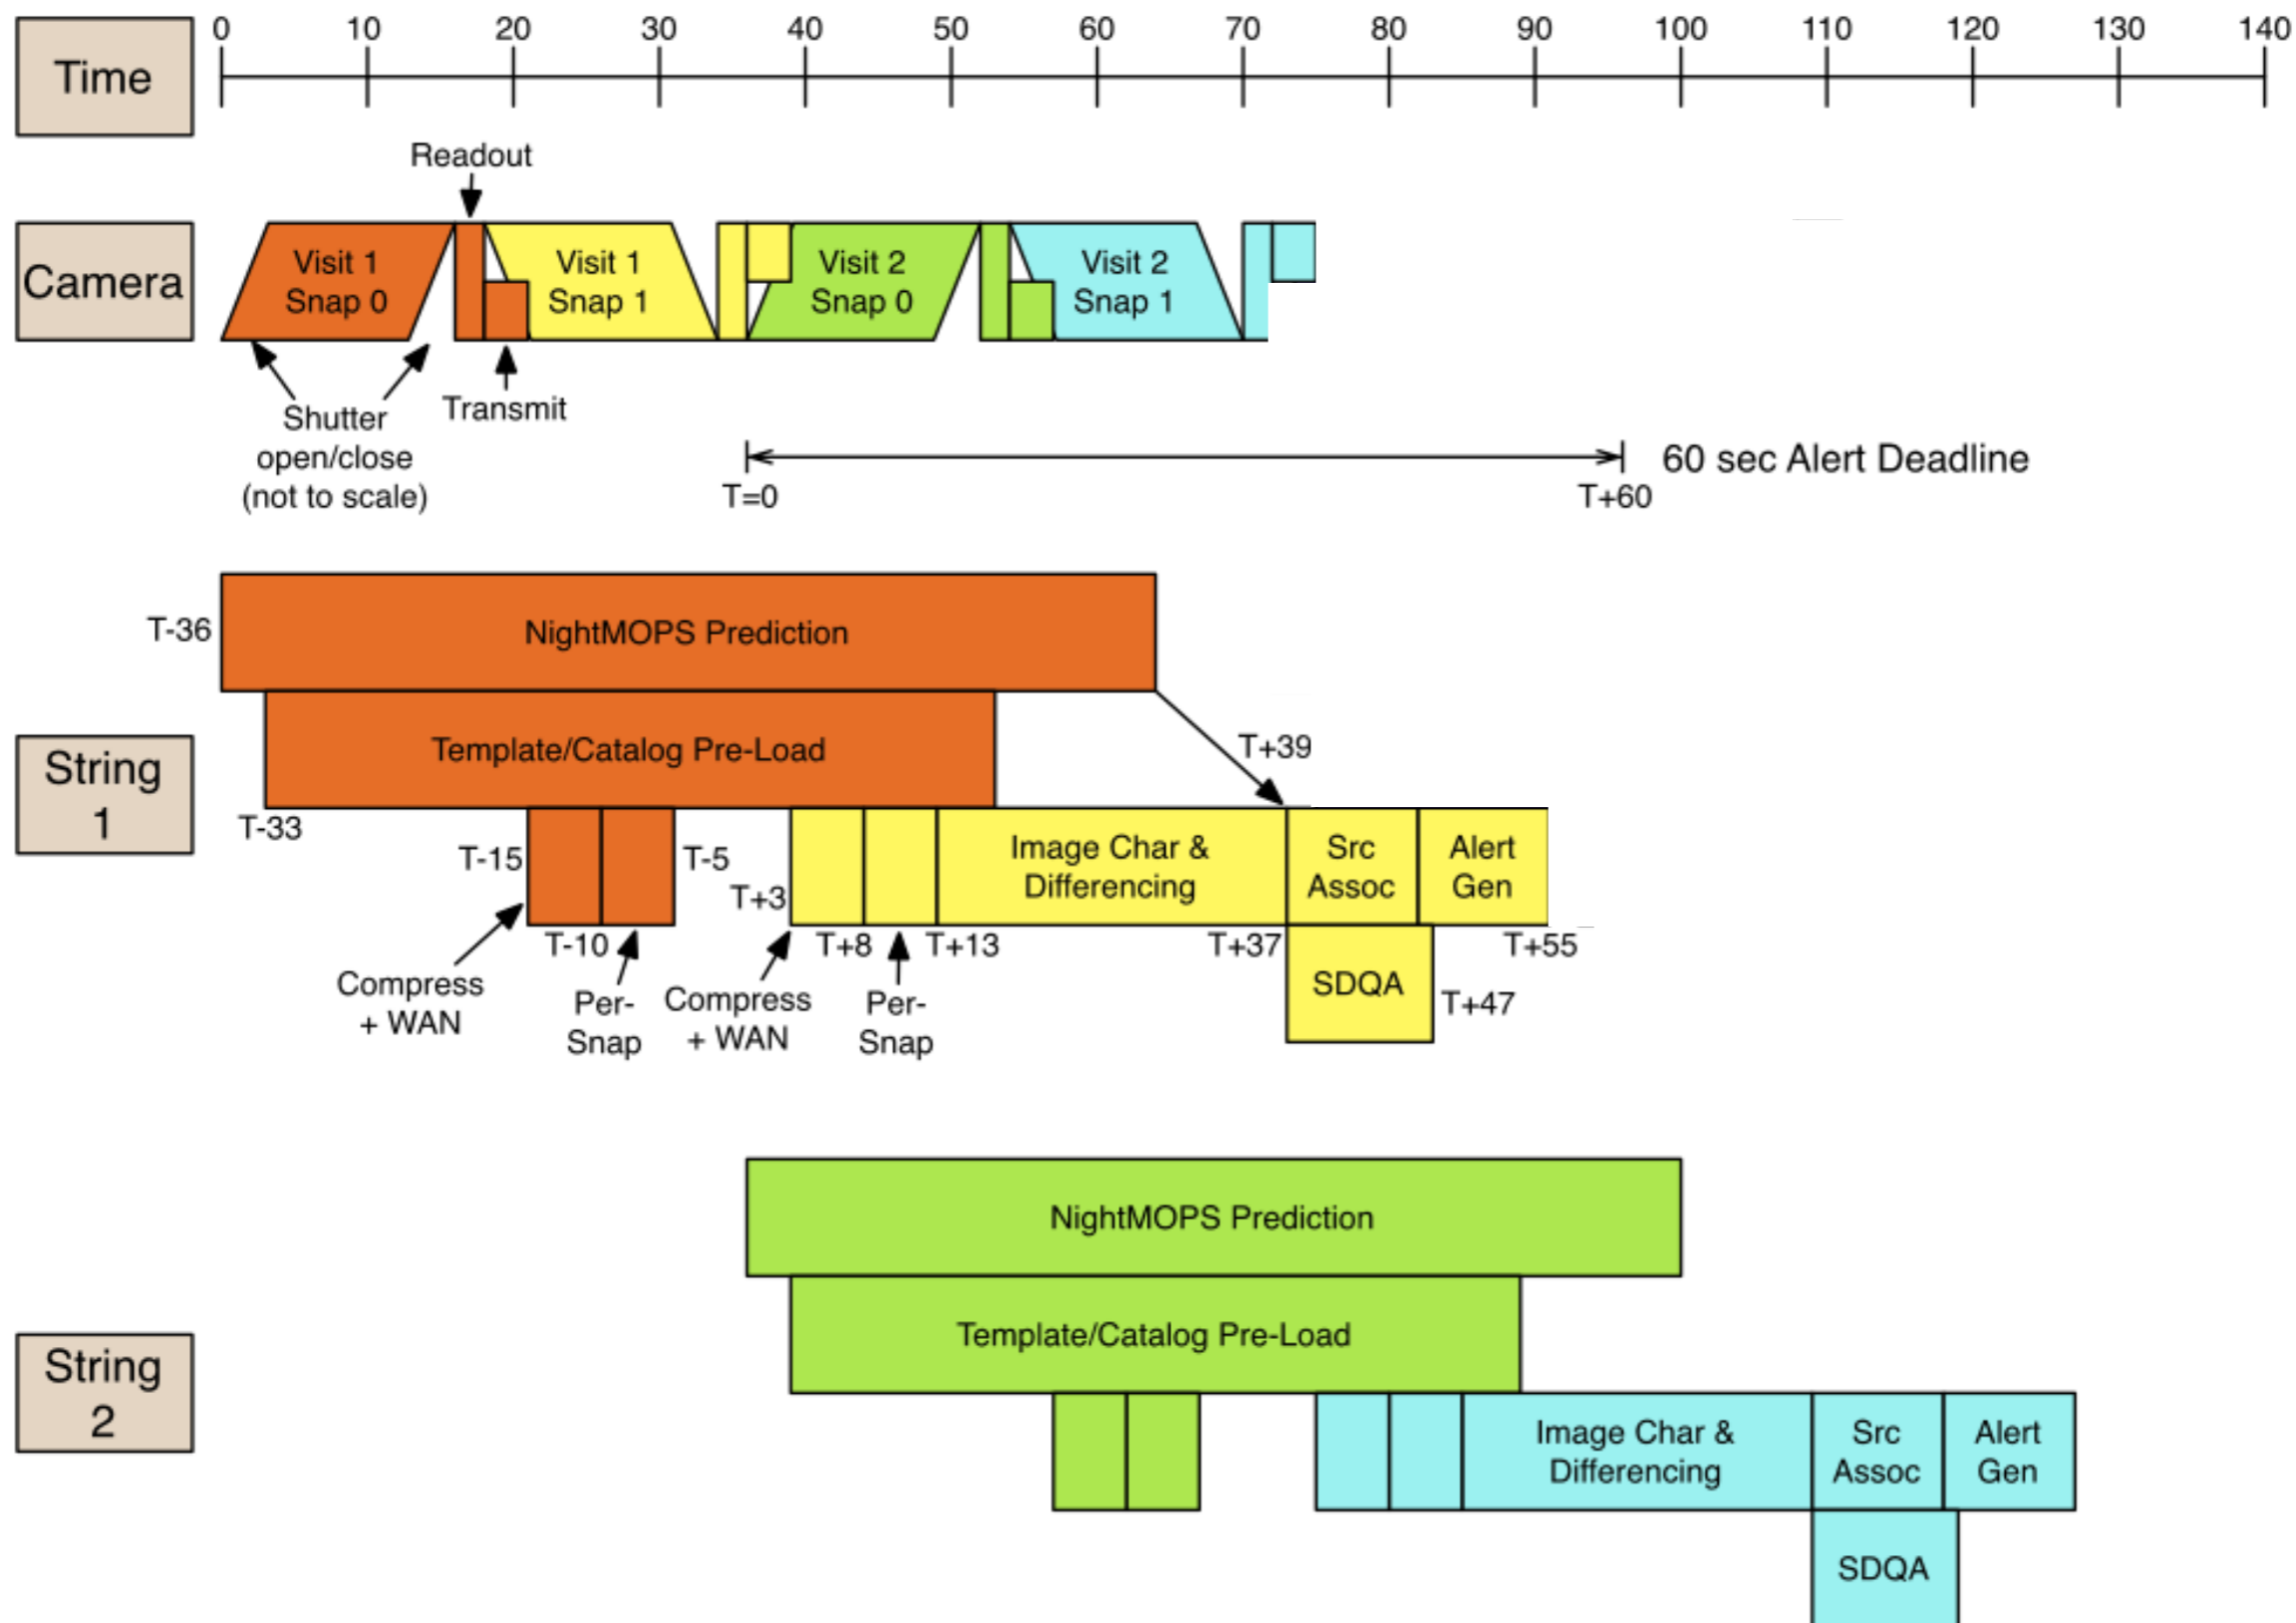 Time
0 10 20 30 40 50 60 70 80 90 100 110 120 130 140
Readout
Camera
Visit 1
Snap 0
Visit 1
Snap 1
Visit 2
Snap 0
Visit 2
Snap 1
Shutter
open/close
(not to scale)
Transmit
T=0
T+60
60 sec Alert Deadline
String
1
T-36
NightMOPS Prediction
Template/Catalog Pre-Load
T+39
T-33
T-15
T-5
T+3
Image Char &
Differencing
Src
Assoc
Alert
Gen
T-10
T+8
T+13
T+37
T+55
SDQA
T+47
Compress
+ WAN
Per-
Snap
Compress
+ WAN
Per-
Snap
String
2
NightMOPS Prediction
Template/Catalog Pre-Load
Image Char &
Differencing
Src
Assoc
Alert
Gen
SDQA